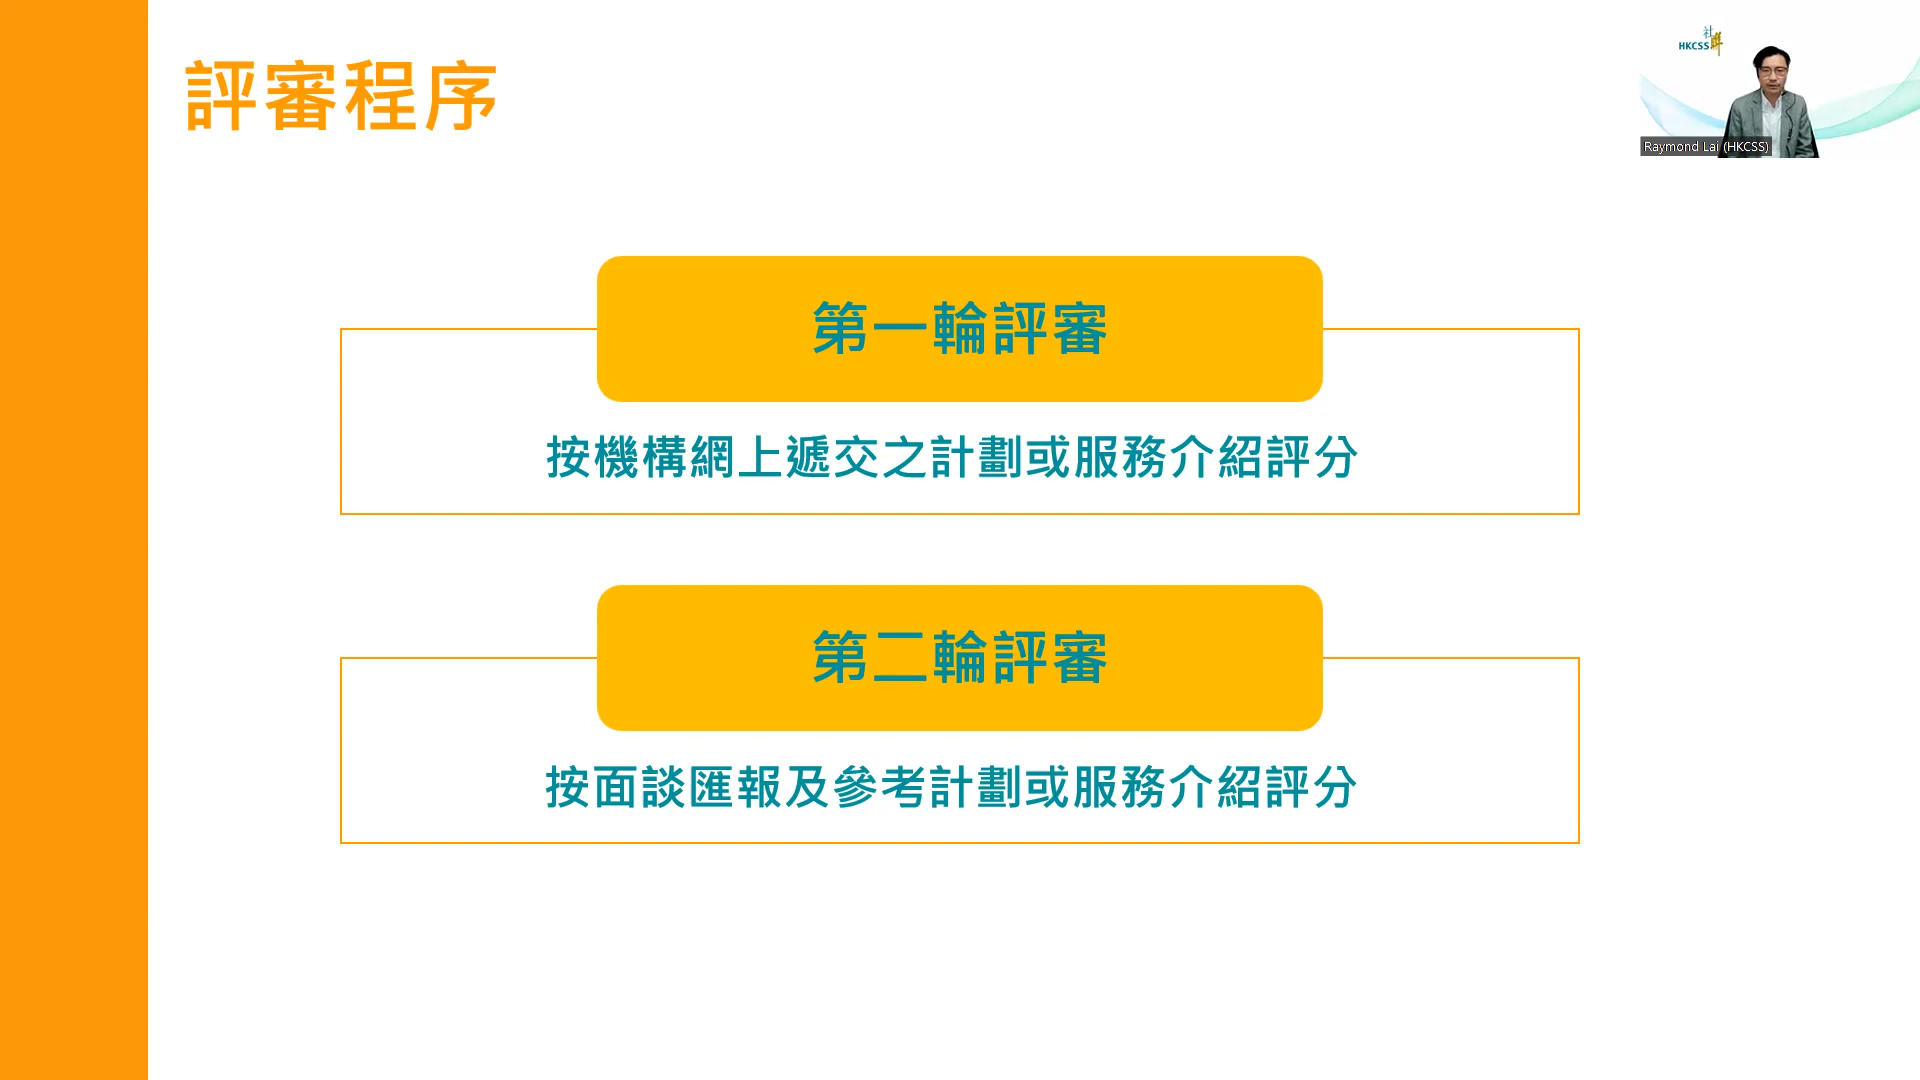 評審程序
社聯
HKCSS
Raymond Lai (HKCSS)
第一輪評審
按機構網上遞交之計劃或服務介紹評分
第二輪評審
按面談匯報及參考計劃或服務介紹評分